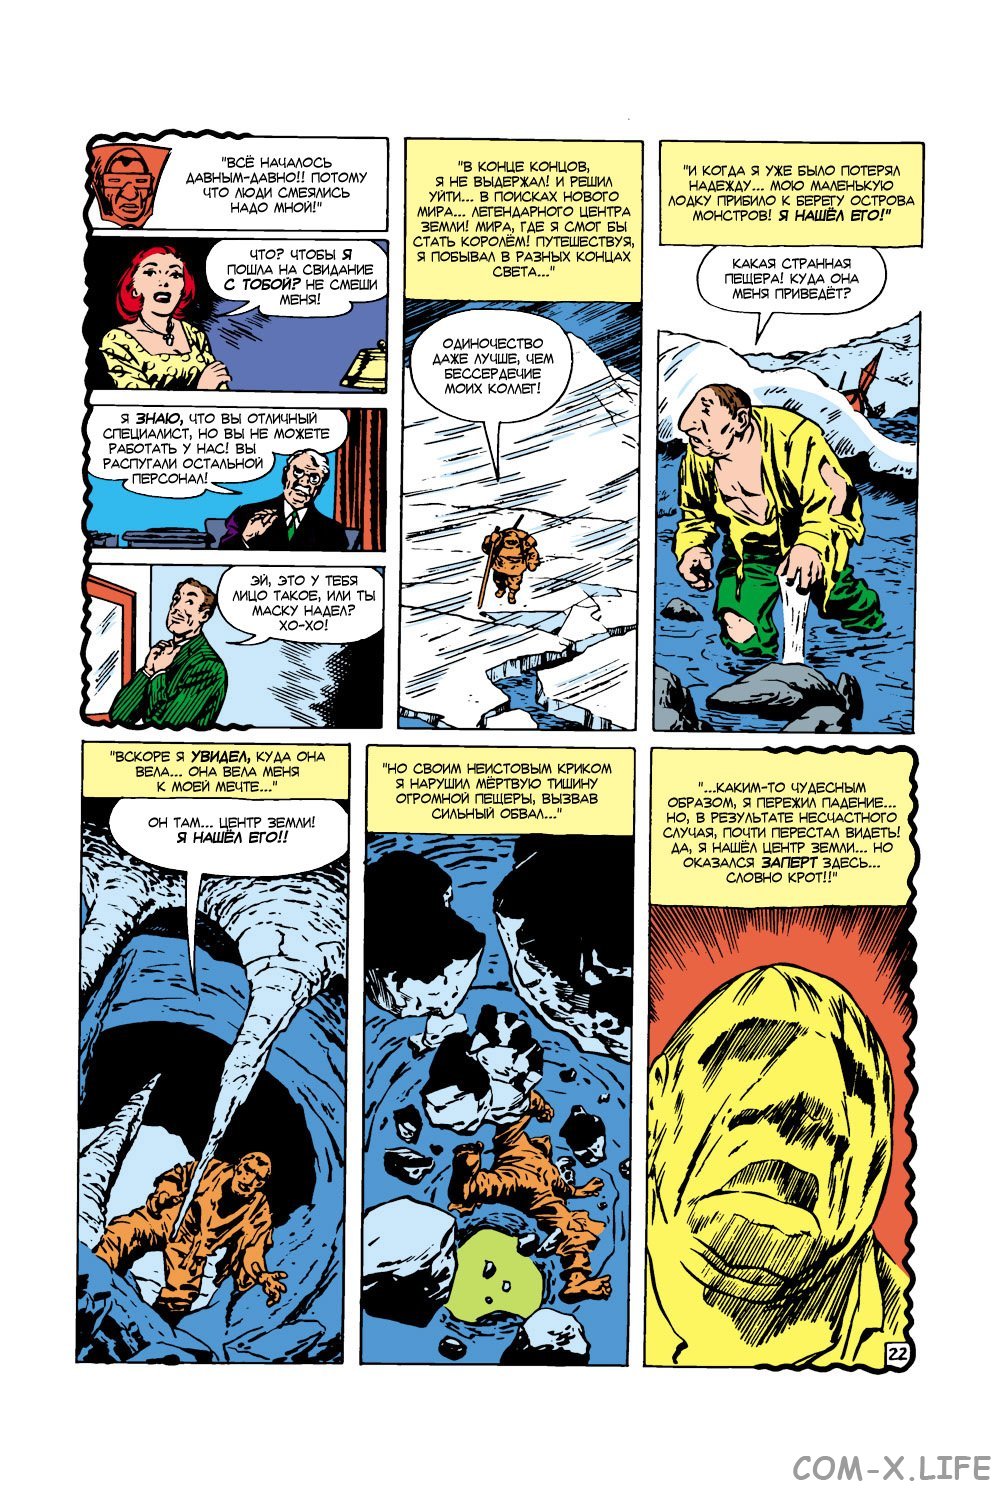 "ВСЁ НАЧАЛОСЬ
ДАВНЫМ-ДАВНО!! ПОТОМУ
ЧТО ЛЮДИ СМЕЯЛИСЬ
НАДО МНОЙ!"
ЧТО? ЧТОБЫ Я
ПОШЛА НА СВИДАНИЕ
С ТОБОЙ? НЕ СМЕШИ
МЕНЯ!
Я ЗНАЮ, ЧТО ВЫ ОТЛИЧНЫЙ
СПЕЦИАЛИСТ, НО ВЫ НЕ МОЖЕТЕ
РАБОТАТЬ У НАС! ВЫ
РАСПУГАЛИ ОСТАЛЬНОЙ
ПЕРСОНАЛ!
ЭЙ, ЭТО У ТЕБЯ
ЛИЦО ТАКОЕ, ИЛИ ТЫ
МАСКУ НАДЕЛ?
ХО-ХО!
"В КОНЦЕ КОНЦОВ,
Я НЕ ВЫДЕРЖАЛ! И РЕШИЛ
УЙТИ... В ПОИСКАХ НОВОГО
МИРА... ЛЕГЕНДАРНОГО ЦЕНТРА
ЗЕМЛИ! МИРА, ГДЕ Я СМОГ БЫ
СТАТЬ КОРОЛЁМ! ПУТЕШЕСТВУЯ,
Я ПОБЫВАЛ В РАЗНЫХ КОНЦАХ
СВЕТА..."
ОДИНОЧЕСТВО
ДАЖЕ ЛУЧШЕ, ЧЕМ
БЕССЕРДЕЧИЕ
МОИХ КОЛЛЕГ!
"И КОГДА Я УЖЕ БЫЛО ПОТЕРЯЛ
НАДЕЖДУ... МОЮ МАЛЕНЬКУЮ
ЛОДКУ ПРИБИЛО К БЕРЕГУ ОСТРОВА
МОНСТРОВ! Я НАШЁЛ ЕГО!"
КАКАЯ СТРАННАЯ
ПЕЩЕРА! КУДА ОНА
МЕНЯ ПРИВЕДЁТ?
"ВСКОРЕ Я УВИДЕЛ, КУДА ОНА
ВЕЛА... ОНА ВЕЛА МЕНЯ
К МОЕЙ МЕЧТЕ..."
ОН ТАМ... ЦЕНТР ЗЕМЛИ!
Я НАШЁЛ ЕГО!!
"НО СВОИМ НЕИСТОВЫМ КРИКОМ
Я НАРУШИЛ МЁРТВУЮ ТИШИНУ
ОГРОМНОЙ ПЕЩЕРЫ, ВЫЗВАВ
СИЛЬНЫЙ ОБВАЛ..."
"...КАКИМ-ТО ЧУДЕСНЫМ
ОБРАЗОМ, Я ПЕРЕЖИЛ ПАДЕНИЕ...
НО, В РЕЗУЛЬТАТЕ НЕСЧАСТНОГО
СЛУЧАЯ, ПОЧТИ ПЕРЕСТАЛ ВИДЕТЬ!
ДА, Я НАШЁЛ ЦЕНТР ЗЕМЛИ... НО
ОКАЗАЛСЯ ЗАПЕРТ ЗДЕСЬ...
СЛОВНО КРОТ!!"
22
COM-X.LIFE